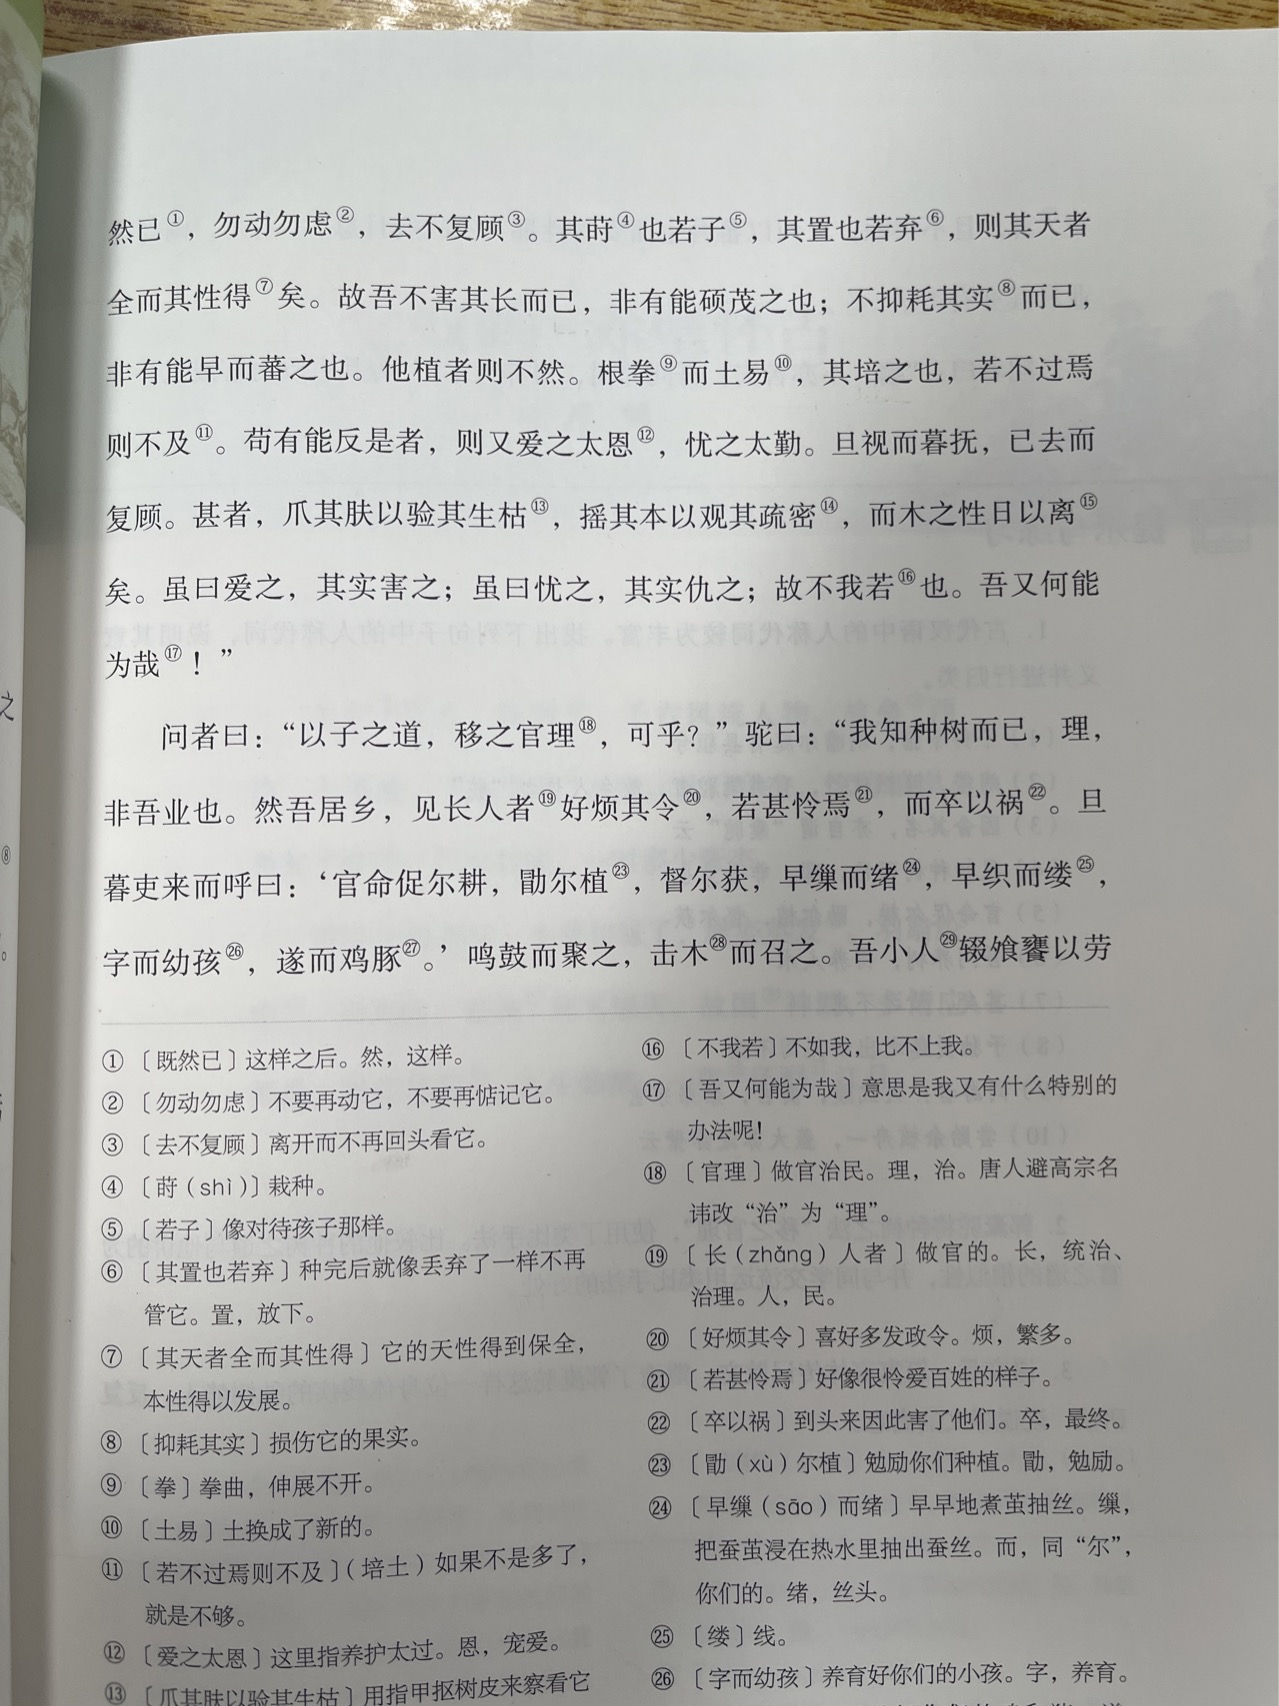 然已①，勿动勿虑②，去不复顾③。其莳④也若子⑤，其置也若弃⑥，则其天者
全而其性得⑦矣。故吾不害其长而已，非有能硕茂之也；不抑耗其实⑧而已，
非有能早而蕃之也。他植者则不然。根拳⑨而土易⑩，其培之也，若不过焉
则不及⑪。苟有能反是者，则又爱之太恩⑫，忧之太勤。旦视而暮抚，已去而
复顾。甚者，爪其肤以验其生枯⑬，摇其本以观其疏密⑭，而木之性日以离⑮
矣。虽曰爱之，其实害之；虽曰忧之，其实仇之；故不我若⑯也。吾又何能
为哉⑰！”
问者曰：“以子之道，移之官理⑱，可乎？”驼曰：“我知种树而已，理，
非吾业也。然吾居乡，见长人者⑲好烦其令⑳，若甚怜焉㉑，而卒以祸㉒。旦
暮吏来而呼曰：‘官命促尔耕，勖尔植㉓，督尔获，早缫而绪㉔，早织而缕㉕，
字而幼孩㉖，遂而鸡豚㉗。’鸣鼓而聚之，击木㉘而召之。吾小人㉙辍飧饔以劳
①〔既然已〕这样之后。然，这样。
②〔勿动勿虑〕不要再动它，不要再惦记它。
③〔去不复顾〕离开而不再回头看它。
④〔莳（shì）〕栽种。
⑤〔若子〕像对待孩子那样。
⑥〔其置也若弃〕种完后就像丢弃了一样不再
管它。置，放下。
⑦〔其天者全而其性得〕它的天性得到保全，
本性得以发展。
⑧〔抑耗其实〕损伤它的果实。
⑨〔拳〕拳曲，伸展不开。
⑩〔土易〕土换成了新的。
⑪〔若不过焉则不及〕（培土）如果不是多了，
就是不够。
⑫〔爱之太恩〕这里指养护太过。恩，宠爱。
⑬〔爪其肤以验其生枯〕用指甲抠树皮来察看它
⑯〔不我若〕不如我，比不上我。
⑰〔吾又何能为哉〕意思是我又有什么特别的
办法呢！
⑱〔官理〕做官治民。理，治。唐人避高宗名
讳改“治”为“理”。
⑲〔长（zhǎng）人者〕做官的。长，统治、
治理。人，民。
⑳〔好烦其令〕喜好多发政令。烦，繁多。
㉑〔若甚怜焉〕好像很怜爱百姓的样子。
㉒〔卒以祸〕到头来因此害了他们。卒，最终。
㉓〔勖（xù）尔植〕勉励你们种植。勖，勉励。
㉔〔早缫（sāo）而绪〕早早地煮茧抽丝。缫，
把蚕茧浸在热水里抽出蚕丝。而，同“尔”，
你们的。绪，丝头。
㉕〔缕〕线。
㉖〔字而幼孩〕养育好你们的小孩。字，养育。